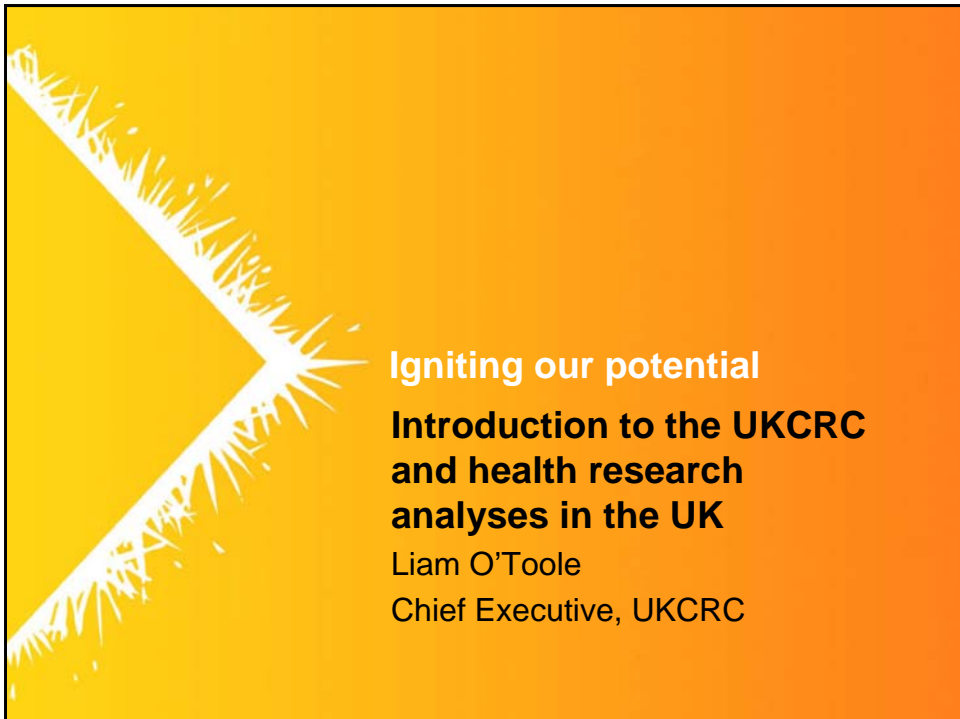 Igniting our potential
Introduction to the UKCRC
and health research
analyses in the UK
Liam O’Toole
Chief Executive, UKCRC